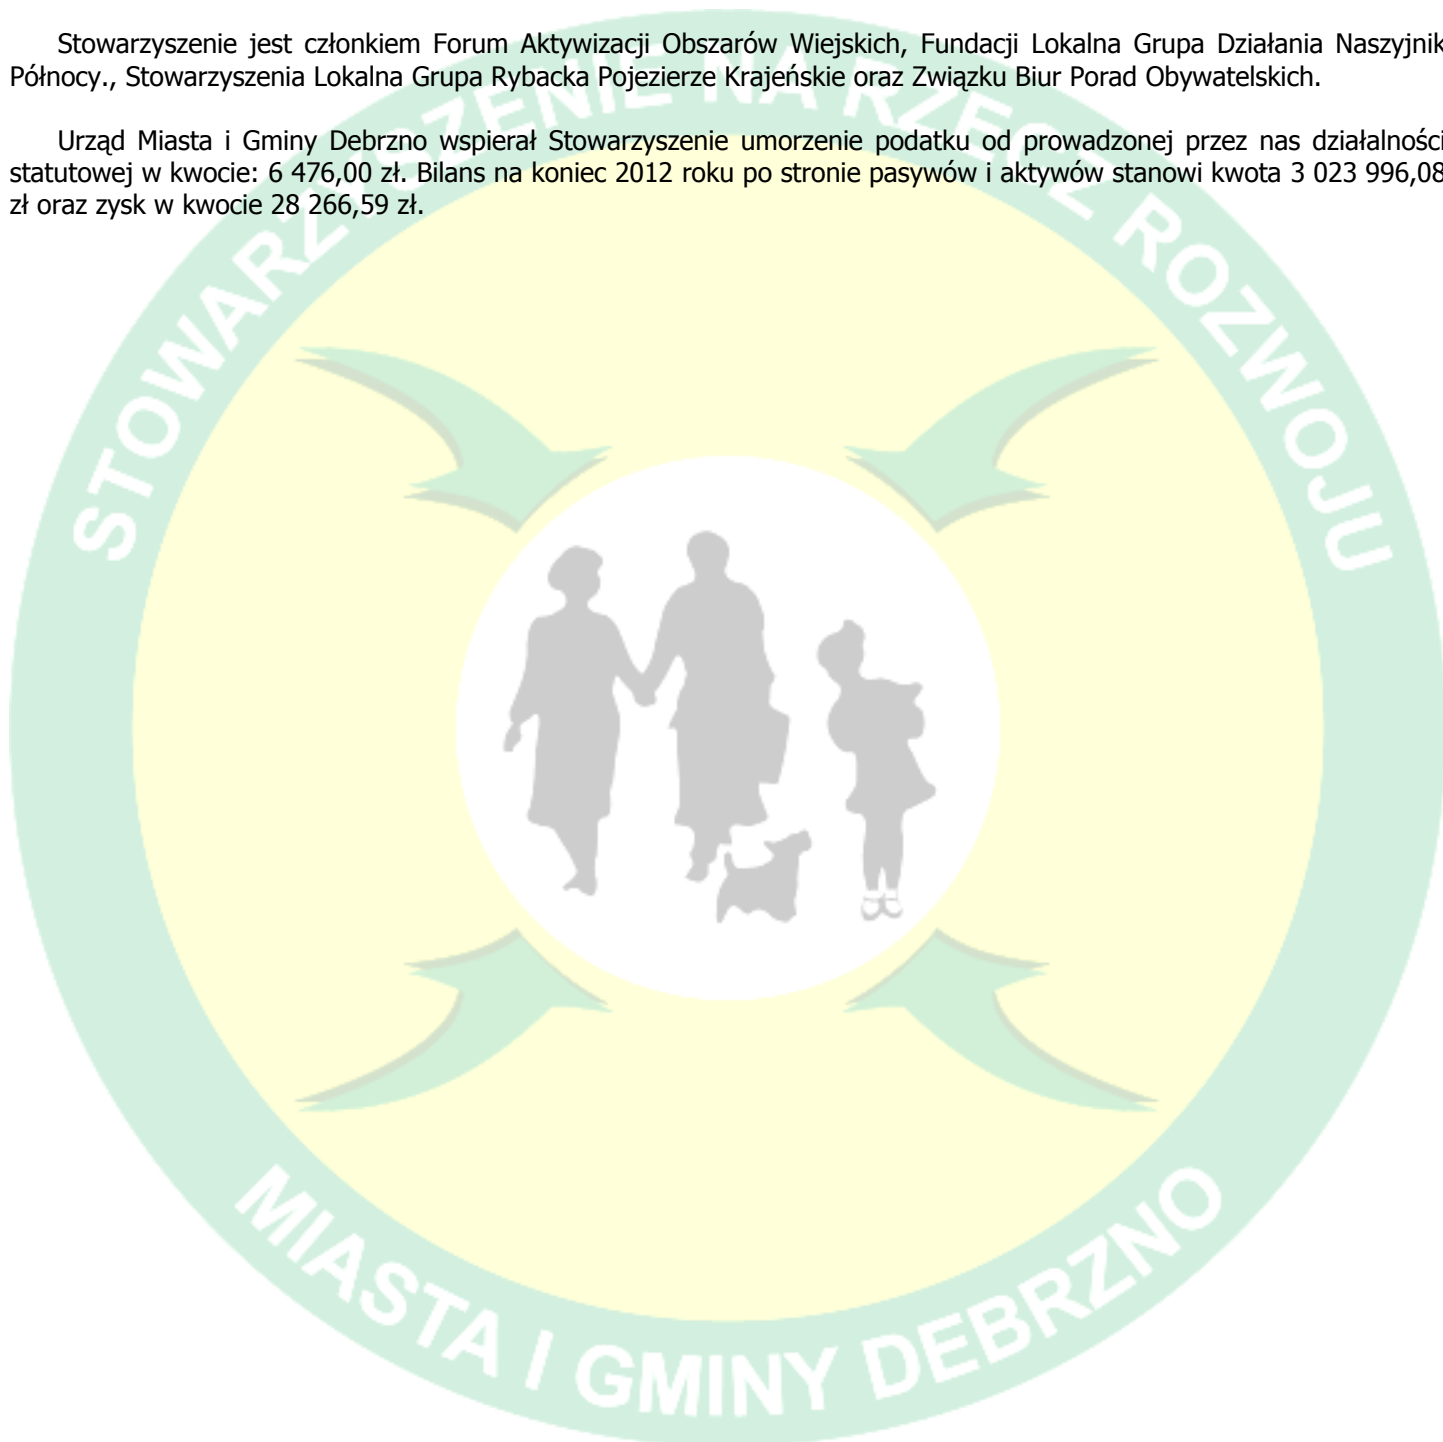 Stowarzyszenie jest członkiem Forum Aktywizacji Obszarów Wiejskich, Fundacji Lokalna Grupa Działania Naszyjnik
Północy., Stowarzyszenia Lokalna Grupa Rybacka Pojezierze Krajeńskie oraz Związku Biur Porad Obywatelskich.
Urząd Miasta i Gminy Debrzno wspierał Stowarzyszenie umorzenie podatku od prowadzonej przez nas działalności
statutowej w kwocie: 6 476,00 zł. Bilans na koniec 2012 roku po stronie pasywów i aktywów stanowi kwota 3 023 996,08
zł oraz zysk w kwocie 28 266,59 zł.
STOWARZYSZENIE NA RZECZ ROZWOJU
MIASTA I GMINY DEBRZNO